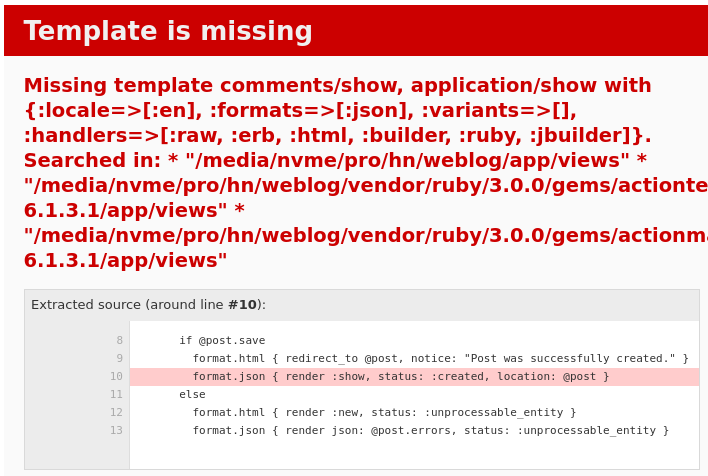 Template is missing
Missing template comments/show, application/show with
{:locale=>[:en], :formats=>[:json], :variants=>[],
:handlers=>[:raw, :erb, :html, :builder, :ruby, :jbuilder]}.
Searched in: * "/media/nvme/pro/hn/weblog/app/views" *
"/media/nvme/pro/hn/weblog/vendor/ruby/3.0.0/gems/actionte
6.1.3.1/app/views" *
"/media/nvme/pro/hn/weblog/vendor/ruby/3.0.0/gems/actionma
6.1.3.1/app/views"
Extracted source (around line #10):
8 if @post.save
9 format.html { redirect_to @post, notice: "Post was successfully created." }
10 format.json { render :show, status: :created, location: @post }
11 else
12 format.html { render :new, status: :unprocessable_entity }
13 format.json { render json: @post.errors, status: :unprocessable_entity }